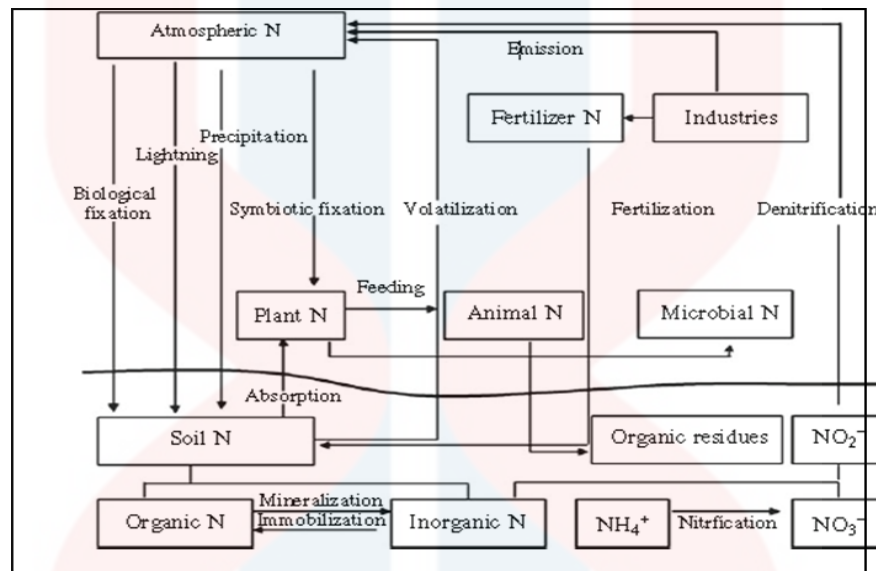 Atmospheric N
Emission
Fertilizer N
Industries
Precipitation
Lightning
Biological
fixation
Symbiotic fixation
Volatilization
Fertilization
Denitrification
Feeding
Plant N
Animal N
Microbial N
Absorption
Soil N
Organic residues
NO₂⁻
Mineralization
Organic N
Immobilization
Inorganic N
NH₄⁺
Nitrfication
NO₃⁻